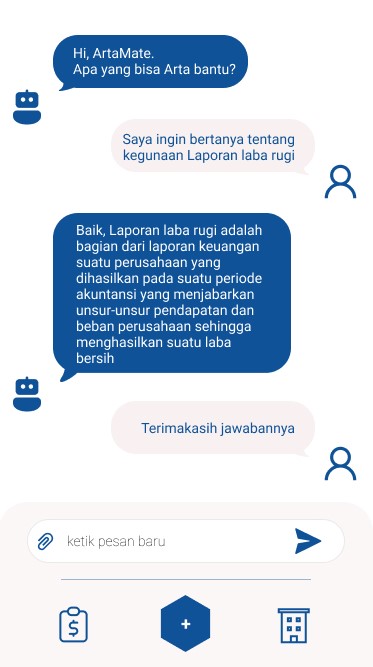 Hi, ArtaMate.
Apa yang bisa Arta bantu?
Saya ingin bertanya tentang
kegunaan Laporan laba rugi
Baik, Laporan laba rugi adalah
bagian dari laporan keuangan
suatu perusahaan yang
dihasilkan pada suatu periode
akuntansi yang menjabarkan
unsur-unsur pendapatan dan
beban perusahaan sehingga
menghasilkan suatu laba
bersih
Terimakasih jawabannya
ketik pesan baru
$
+